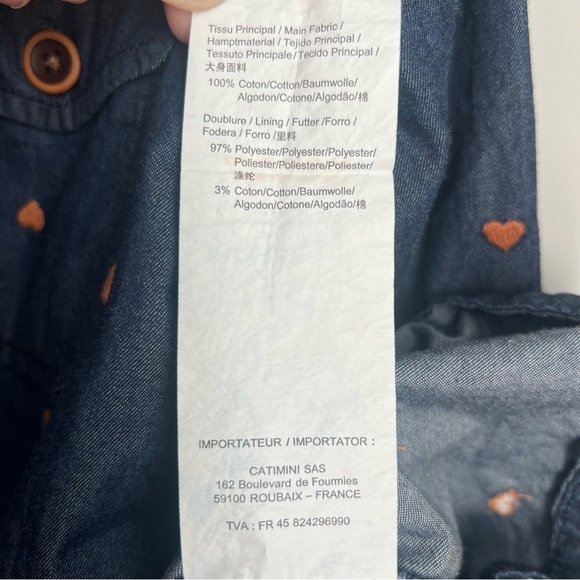 Tissu Principal / Main Fabric /
Hamptmaterial / Tejido Principal /
Tessuto Principale / Tecido Principal /
大身面料
100% Coton/Cotton/Baumwolle/
Algodon/Cotone/Algodão/棉
Doublure / Lining / Futter /Forro /
Fodera / Forro /里料
97% Polyester/Polyester/Polyester/
Poliester/Poliestere/Poliester/
涤纶
3% Coton/Cotton/Baumwolle/
Algodon/Cotone/Algodão/棉
IMPORTATEUR / IMPORTATOR :
CATIMINI SAS
162 Boulevard de Fourmies
59100 ROUBAIX – FRANCE
TVA : FR 45 824296990